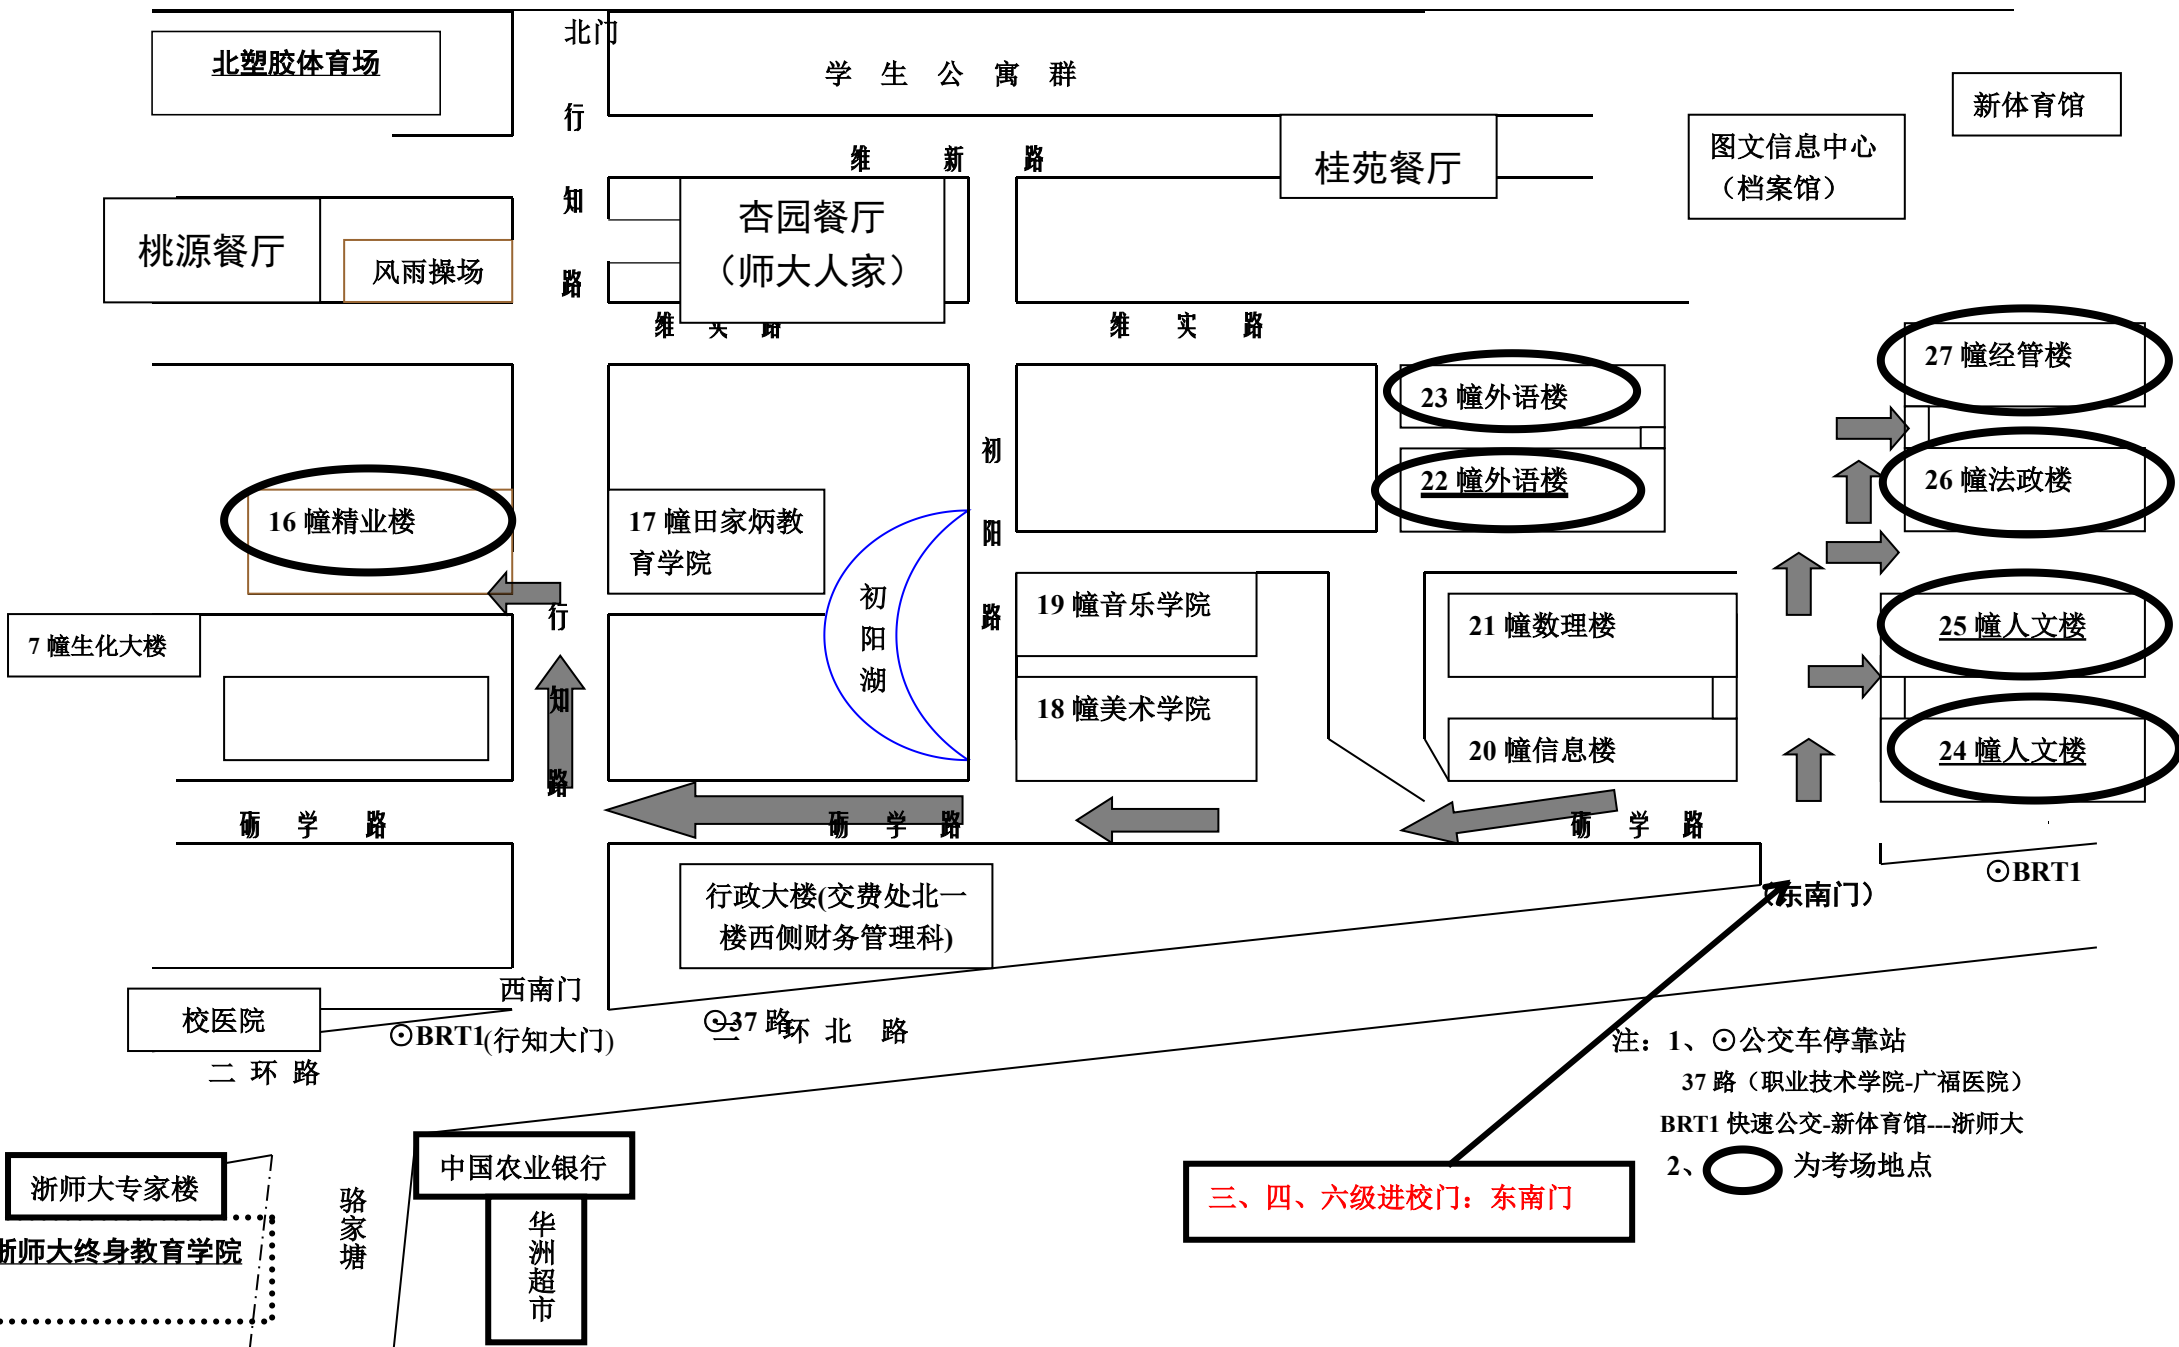 北门
北塑胶体育场
学 生 公 寓 群
新体育馆
行
知
路
维 新 路
桂苑餐厅
图文信息中心
（档案馆）
桃源餐厅
风雨操场
杏园餐厅
（师大人家）
维 实 路
维 实 路
27 幢经管楼
23 幢外语楼
初
阳
路
22 幢外语楼
26 幢法政楼
16 幢精业楼
17 幢田家炳教
育学院
初
阳
湖
19 幢音乐学院
21 幢数理楼
25 幢人文楼
7 幢生化大楼
行
知
路
18 幢美术学院
20 幢信息楼
24 幢人文楼
砺 学 路
砺 学 路
砺 学 路
⊙BRT1
行政大楼(交费处北一
楼西侧财务管理科)
（东南门）
西南门
校医院
⊙BRT1(行知大门)
⊙37 路
二 环 北 路
二 环 路
注：1、⊙公交车停靠站
37 路（职业技术学院-广福医院）
BRT1 快速公交-新体育馆---浙师大
2、 为考场地点
中国农业银行
浙师大专家楼
骆家塘
华洲超市
三、四、六级进校门：东南门
浙师大终身教育学院